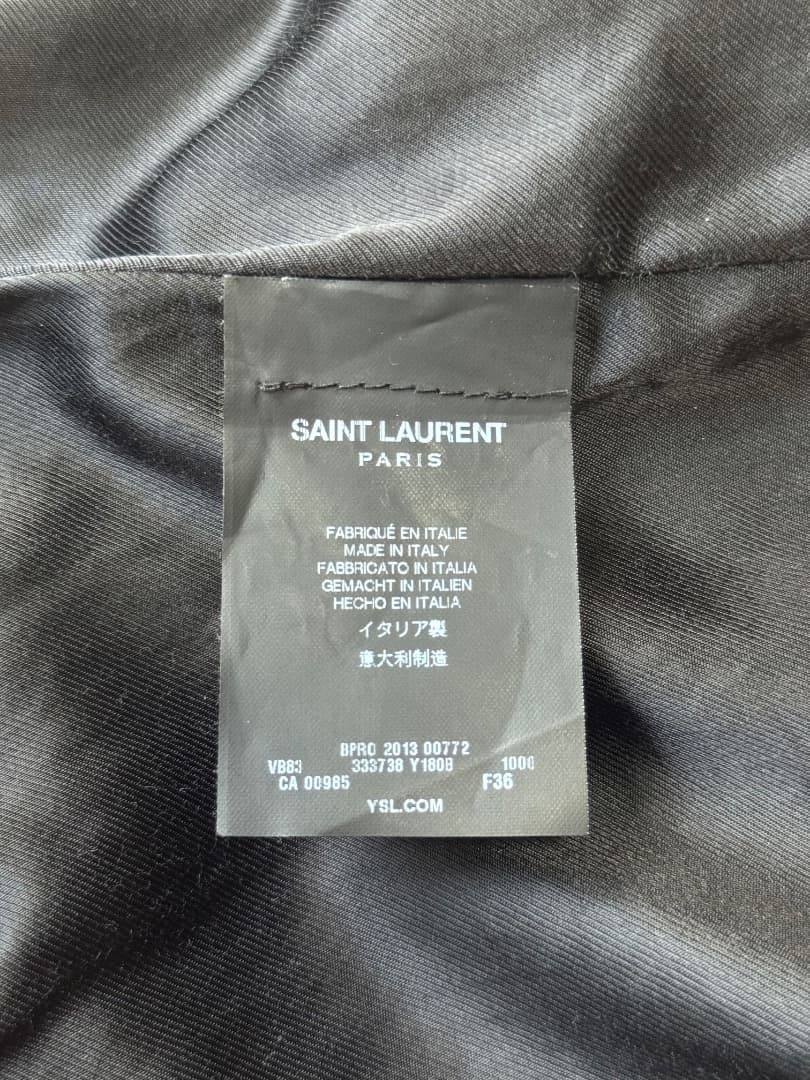 SAINT LAURENT
PARIS
FABRIQUÉ EN ITALIE
MADE IN ITALY
FABBRICATO IN ITALIA
GEMACHT IN ITALIEN
HECHO EN ITALIA
イタリア製
意大利制造
BPRO 2013 00772
VB83 333738 Y180B 1000
CA 00985 F36
YSL.COM